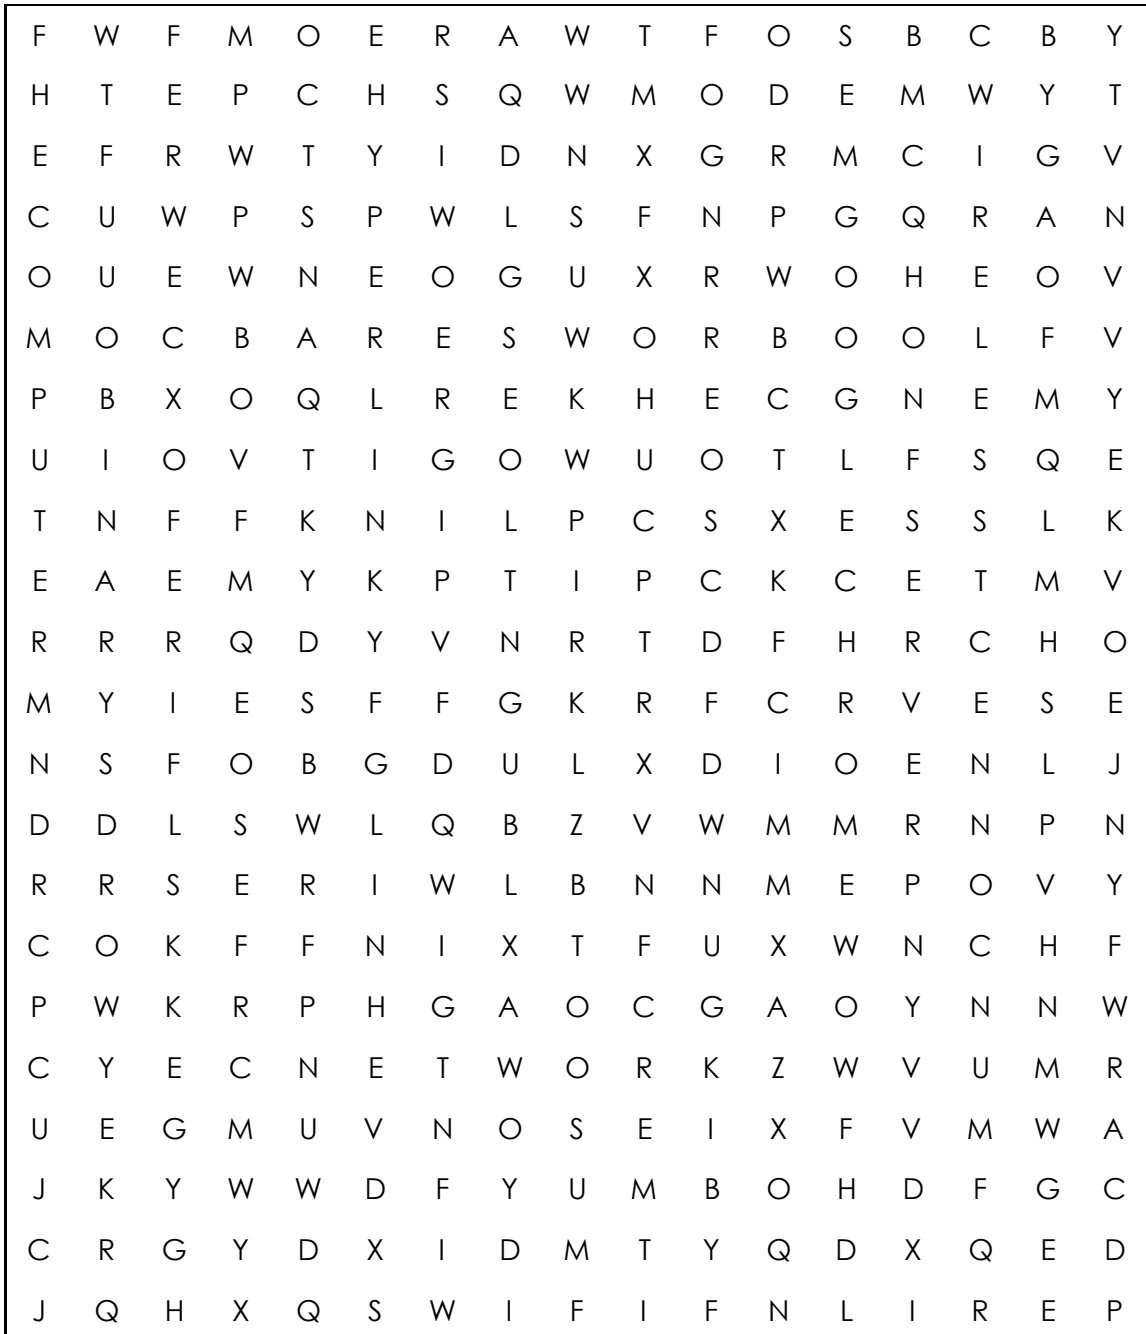 F W F M O E R A W T F O S B C B Y
H T E P C H S Q W M O D E M W Y T
E F R W T Y I D N X G R M C I G V
C U W P S P W L S F N P G Q R A N
O U E W N E O G U X R W O H E O V
M O C B A R E S W O R B O O L F V
P B X O Q L R E K H E C G N E M Y
U I O V T I G O W U O T L F S Q E
T N F F K N I L P C S X E S S L K
E A E M Y K P T I P C K C E T M V
R R R Q D Y V N R T D F H R C H O
M Y I E S F F G K R F C R V E S E
N S F O B G D U L X D I O E N L J
D D L S W L Q B Z V W M M R N P N
R R S E R I W L B N N M E P O V Y
C O K F F N I X T F U X W N C H F
P W K R P H G A O C G A O Y N N W
C Y E C N E T W O R K Z W V U M R
U E G M U V N O S E I X F V M W A
J K Y W W D F Y U M B O H D F G C
C R G Y D X I D M T Y Q D X Q E D
J Q H X Q S W I F I F N L I R E P